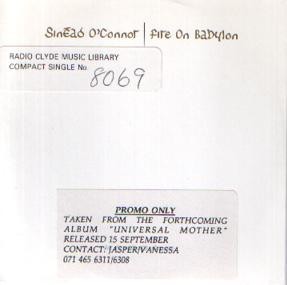 Sinéad O'Connor | Fire On Babylon
RADIO CLYDE MUSIC LIBRARY
COMPACT SINGLE No. 8069
PROMO ONLY
TAKEN FROM THE FORTHCOMING
ALBUM "UNIVERSAL MOTHER"
RELEASED 15 SEPTEMBER
CONTACT: JASPER/VANESSA
071 465 6311/6308